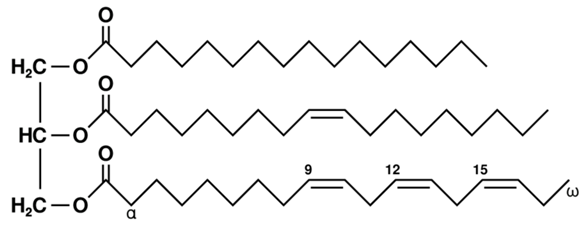 O
H₂C O
O
HC O
O 9 12 15
H₂C O α ω